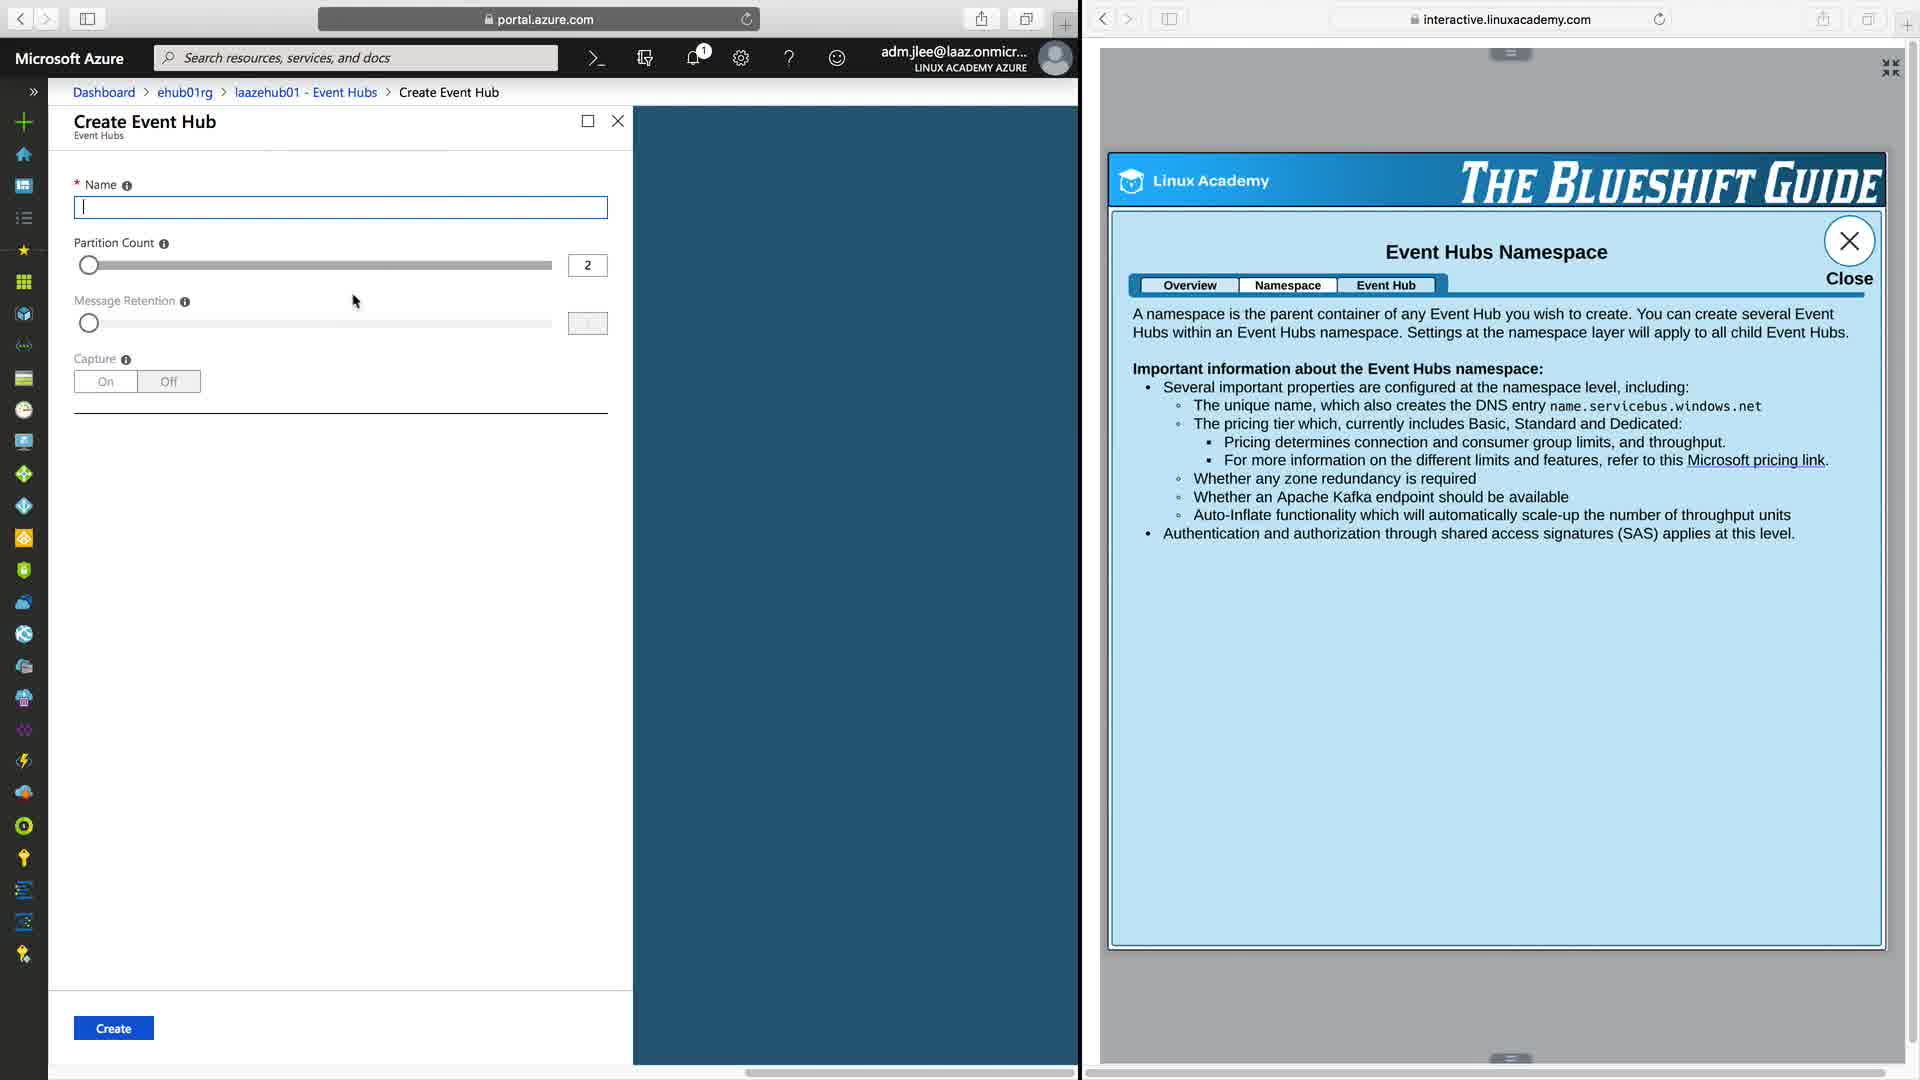 portal.azure.com
Microsoft Azure
Search resources, services, and docs
1
adm.jlee@laaz.onmicr...
LINUX ACADEMY AZURE
Dashboard > ehub01rg > laazehub01 - Event Hubs > Create Event Hub
Create Event Hub
Event Hubs
* Name
Partition Count
2
Message Retention
Capture
On Off
Create
interactive.linuxacademy.com
Linux Academy
THE BLUESHIFT GUIDE
Event Hubs Namespace
Close
Overview Namespace Event Hub
A namespace is the parent container of any Event Hub you wish to create. You can create several Event
Hubs within an Event Hubs namespace. Settings at the namespace layer will apply to all child Event Hubs.
Important information about the Event Hubs namespace:
• Several important properties are configured at the namespace level, including:
◦ The unique name, which also creates the DNS entry name.servicebus.windows.net
◦ The pricing tier which, currently includes Basic, Standard and Dedicated:
▪ Pricing determines connection and consumer group limits, and throughput.
▪ For more information on the different limits and features, refer to this Microsoft pricing link.
◦ Whether any zone redundancy is required
◦ Whether an Apache Kafka endpoint should be available
◦ Auto-Inflate functionality which will automatically scale-up the number of throughput units
• Authentication and authorization through shared access signatures (SAS) applies at this level.